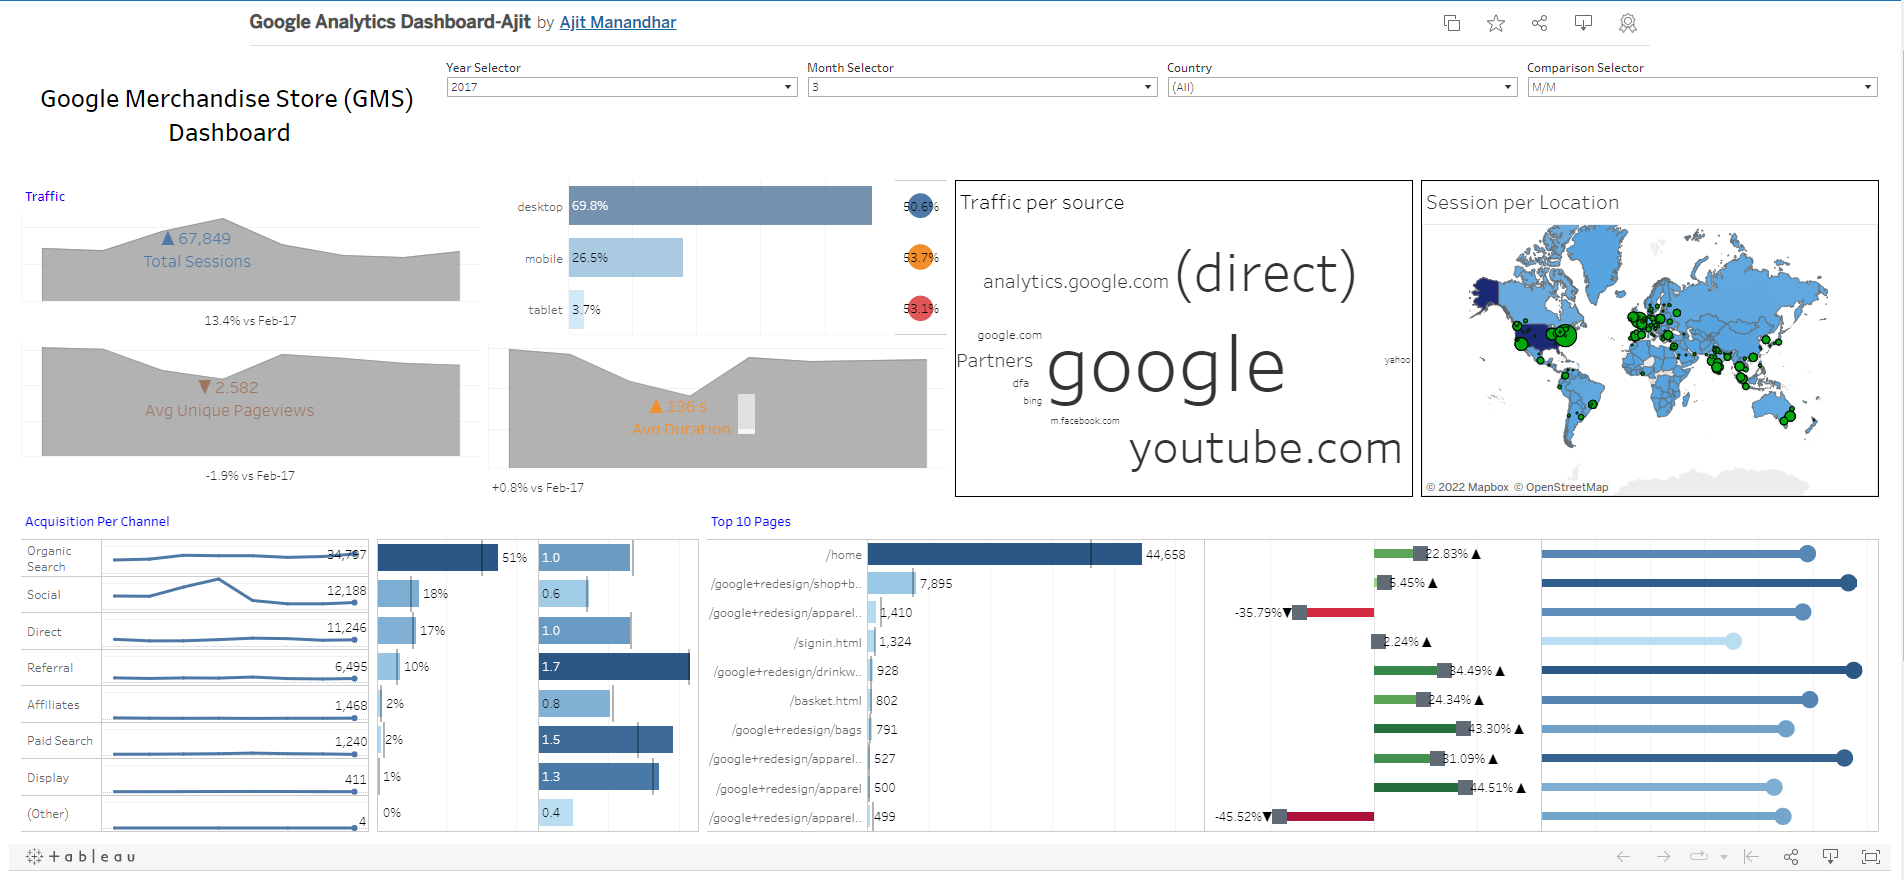 Google Analytics Dashboard-Ajit by Ajit Manandhar
Google Merchandise Store (GMS)
Dashboard
Year Selector
2017
Month Selector
3
Country
(All)
Comparison Selector
M/M
Traffic
▲ 67,849
Total Sessions
13.4% vs Feb-17
▼ 2.582
Avg Unique Pageviews
-1.9% vs Feb-17
desktop 69.8% 50.6%
mobile 26.5% 53.7%
tablet 3.7% 53.1%
▲ 136 s
Avg Duration
+0.8% vs Feb-17
Traffic per source
(direct)
analytics.google.com
google.com
Partners
google
yahoo
dfa
bing
m.facebook.com
youtube.com
Session per Location
© 2022 Mapbox © OpenStreetMap
Acquisition Per Channel
Organic
Search 34,797 51% 1.0
Social 12,188 18% 0.6
Direct 11,246 17% 1.0
Referral 6,495 10% 1.7
Affiliates 1,468 2% 0.8
Paid Search 1,240 2% 1.5
Display 411 1% 1.3
(Other) 4 0% 0.4
Top 10 Pages
/home 44,658 22.83% ▲
/google+redesign/shop+b.. 7,895 5.45% ▲
/google+redesign/apparel.. 1,410 -35.79% ▼
/signin.html 1,324 2.24% ▲
/google+redesign/drinkw.. 928 34.49% ▲
/basket.html 802 24.34% ▲
/google+redesign/bags 791 43.30% ▲
/google+redesign/apparel.. 527 31.09% ▲
/google+redesign/apparel 500 44.51% ▲
/google+redesign/apparel.. 499 -45.52% ▼
+ a b l e a u